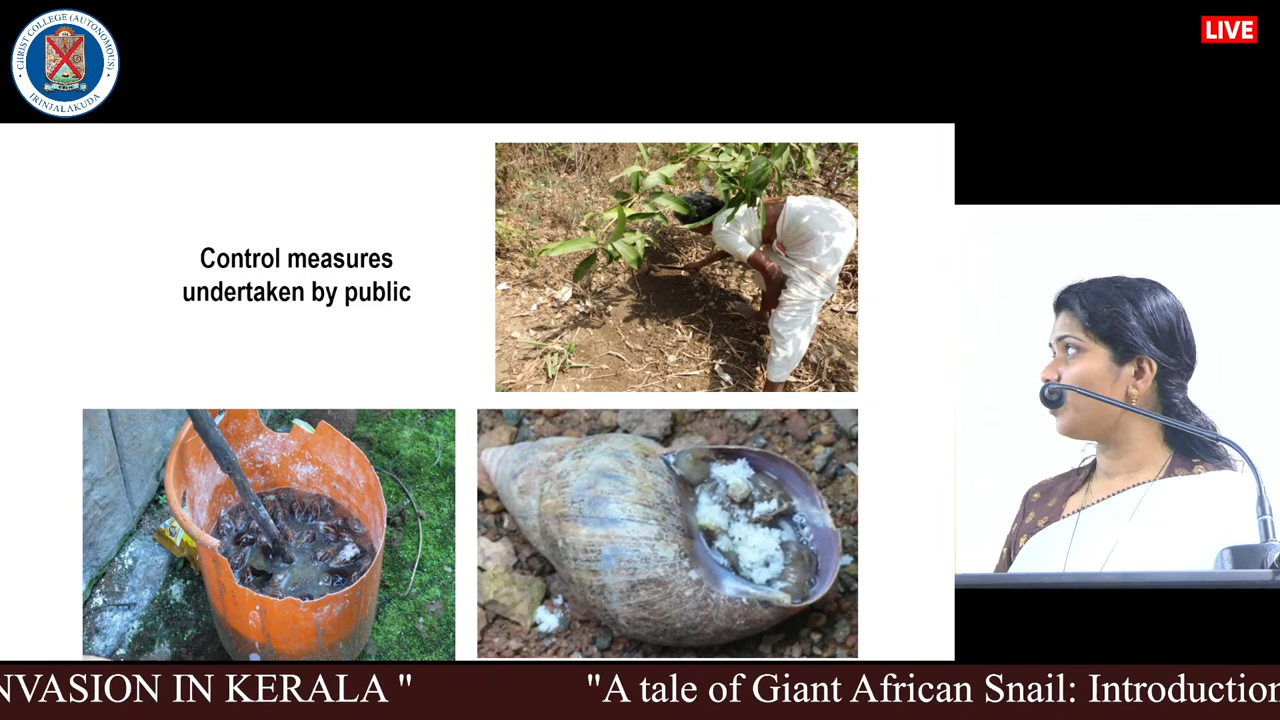 CHRIST COLLEGE (AUTONOMOUS)
IRINJALAKUDA
LIVE
Control measures
undertaken by public
NVASION IN KERALA " "A tale of Giant African Snail: Introduction